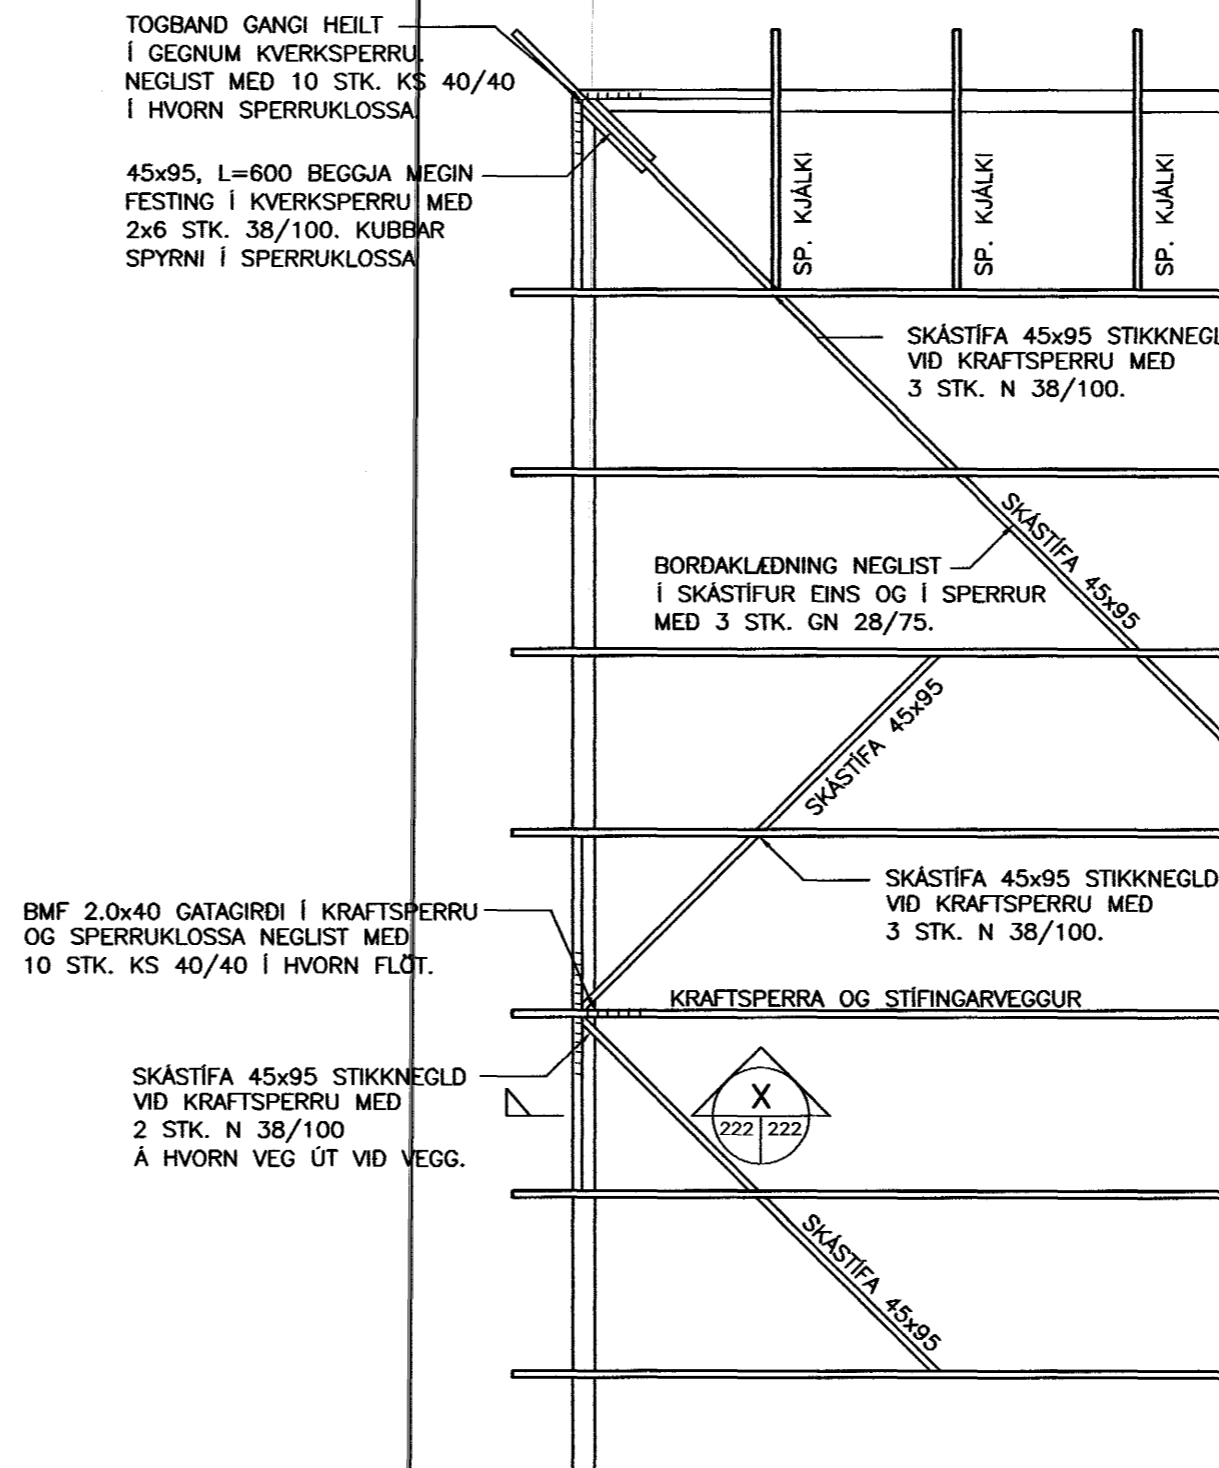 TOGBAND GANGI HEILT
Í GEGNUM KVERKSPERRU.
NEGLIST MEÐ 10 STK. KS 40/40
Í HVORN SPERRUKLOSSA.
45x95, L=600 BEGGJA MEGIN
FESTING Í KVERKSPERRU MEÐ
2x6 STK. 38/100. KUBBAR
SPYRNI Í SPERRUKLOSSA
SP. KJÁLKI
SP. KJÁLKI
SP. KJÁLKI
SKÁSTÍFA 45x95 STIKKNEGL
VIÐ KRAFTSPERRU MEÐ
3 STK. N 38/100.
SKÁSTÍFA 45x95
BORÐAKLÆÐNING NEGLIST
Í SKÁSTÍFUR EINS OG Í SPERRUR
MEÐ 3 STK. GN 28/75.
SKÁSTÍFA 45x95
SKÁSTÍFA 45x95 STIKKNEGLD
VIÐ KRAFTSPERRU MEÐ
3 STK. N 38/100.
BMF 2.0x40 GATAGIRÐI Í KRAFTSPERRU
OG SPERRUKLOSSA NEGLIST MEÐ
10 STK. KS 40/40 Í HVORN FLÖT.
KRAFTSPERRA OG STÍFINGARVEGGUR
SKÁSTÍFA 45x95 STIKKNEGLD
VIÐ KRAFTSPERRU MEÐ
2 STK. N 38/100
Á HVORN VEG ÚT VIÐ VEGG.
X
222 222
SKÁSTÍFA 45x95